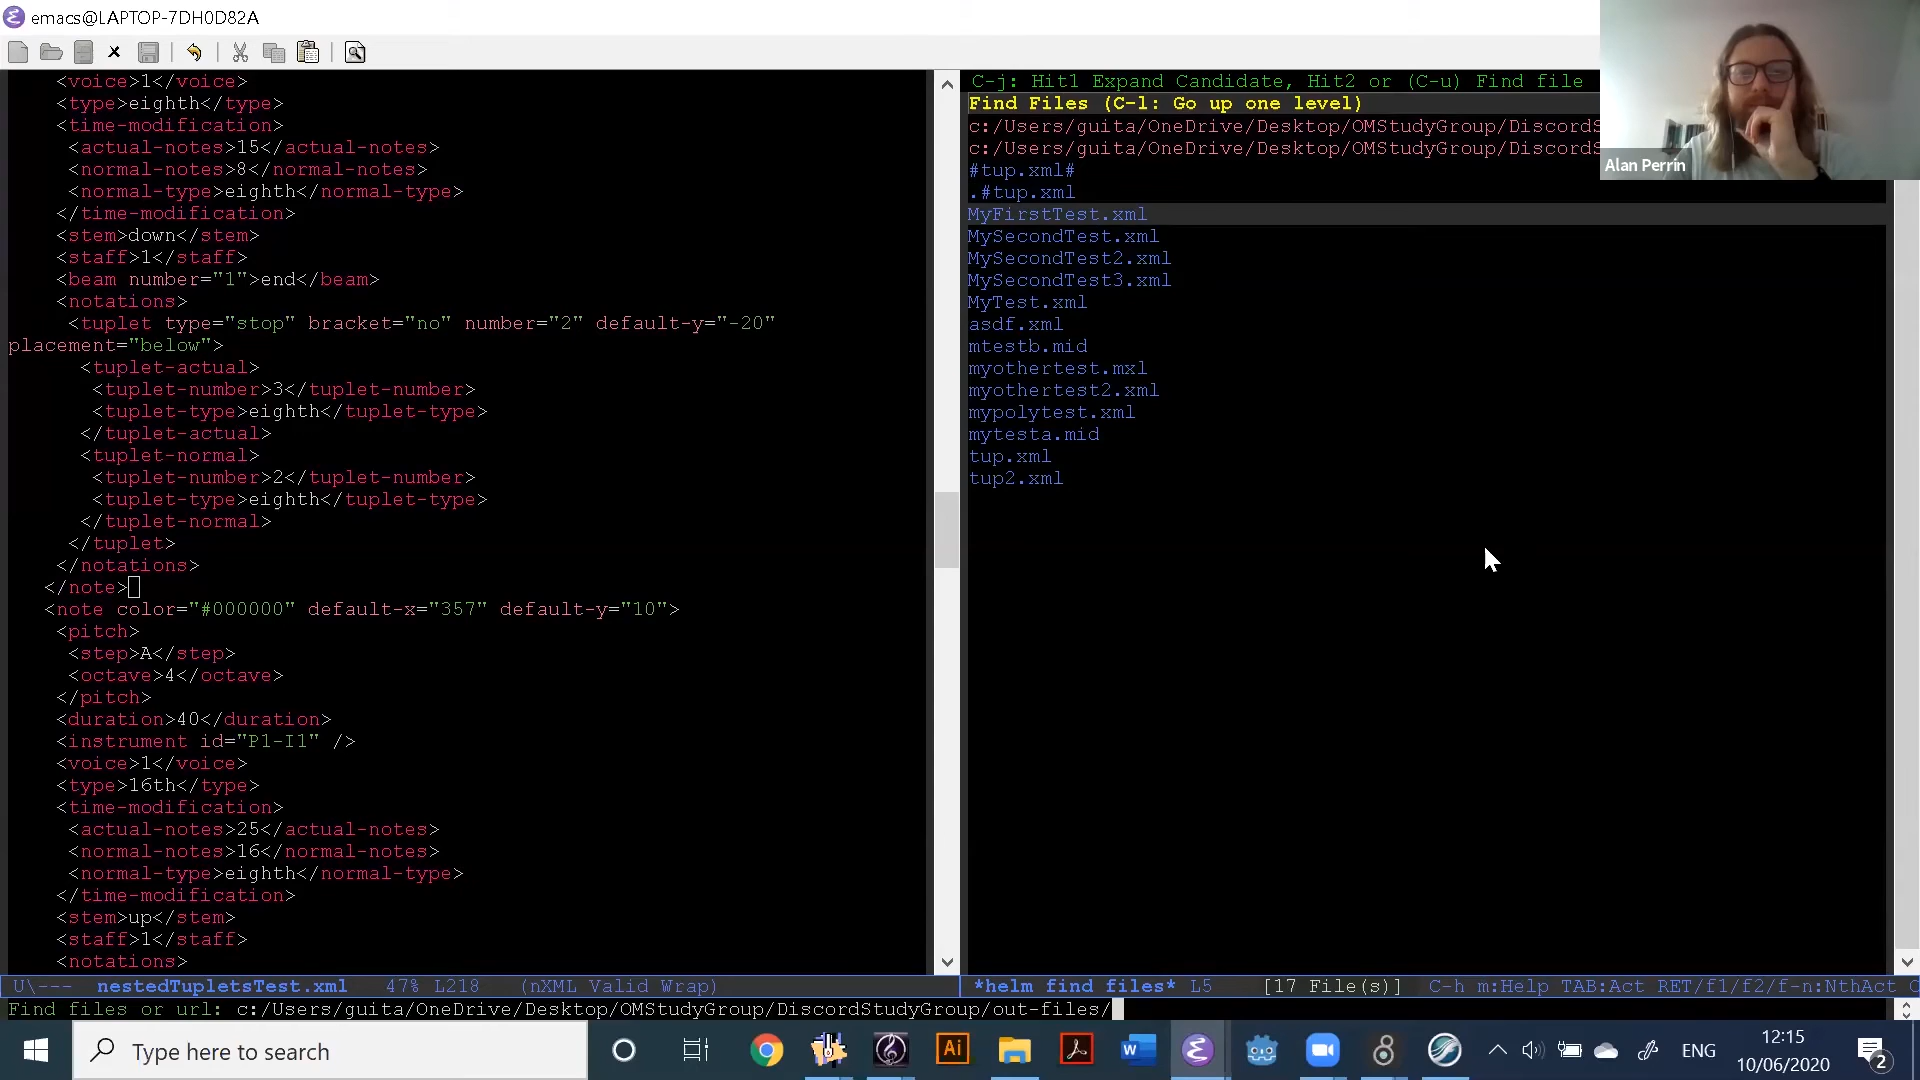 emacs@LAPTOP-7DH0D82A
<voice>1</voice>
<type>eighth</type>
<time-modification>
<actual-notes>15</actual-notes>
<normal-notes>8</normal-notes>
<normal-type>eighth</normal-type>
</time-modification>
<stem>down</stem>
<staff>1</staff>
<beam number="1">end</beam>
<notations>
<tuplet type="stop" bracket="no" number="2" default-y="-20"
placement="below">
<tuplet-actual>
<tuplet-number>3</tuplet-number>
<tuplet-type>eighth</tuplet-type>
</tuplet-actual>
<tuplet-normal>
<tuplet-number>2</tuplet-number>
<tuplet-type>eighth</tuplet-type>
</tuplet-normal>
</tuplet>
</notations>
</note>
<note color="#000000" default-x="357" default-y="10">
<pitch>
<step>A</step>
<octave>4</octave>
</pitch>
<duration>40</duration>
<instrument id="P1-I1" />
<voice>1</voice>
<type>16th</type>
<time-modification>
<actual-notes>25</actual-notes>
<normal-notes>16</normal-notes>
<normal-type>eighth</normal-type>
</time-modification>
<stem>up</stem>
<staff>1</staff>
<notations>
U\--- nestedTupletsTest.xml 47% L218 (nXML Valid Wrap)
C-j: Hit1 Expand Candidate, Hit2 or (C-u) Find file
Find Files (C-l: Go up one level)
c:/Users/guita/OneDrive/Desktop/OMStudyGroup/DiscordS
c:/Users/guita/OneDrive/Desktop/OMStudyGroup/DiscordS
#tup.xml#
.#tup.xml
MyFirstTest.xml
MySecondTest.xml
MySecondTest2.xml
MySecondTest3.xml
MyTest.xml
asdf.xml
mtestb.mid
myothertest.mxl
myothertest2.xml
mypolytest.xml
mytesta.mid
tup.xml
tup2.xml
*helm find files* L5 [17 File(s)] C-h m:Help TAB:Act RET/f1/f2/f-n:NthAct C
Alan Perrin
Find files or url: c:/Users/guita/OneDrive/Desktop/OMStudyGroup/DiscordStudyGroup/out-files/
Type here to search
Ai
W
ENG
12:15
10/06/2020
2